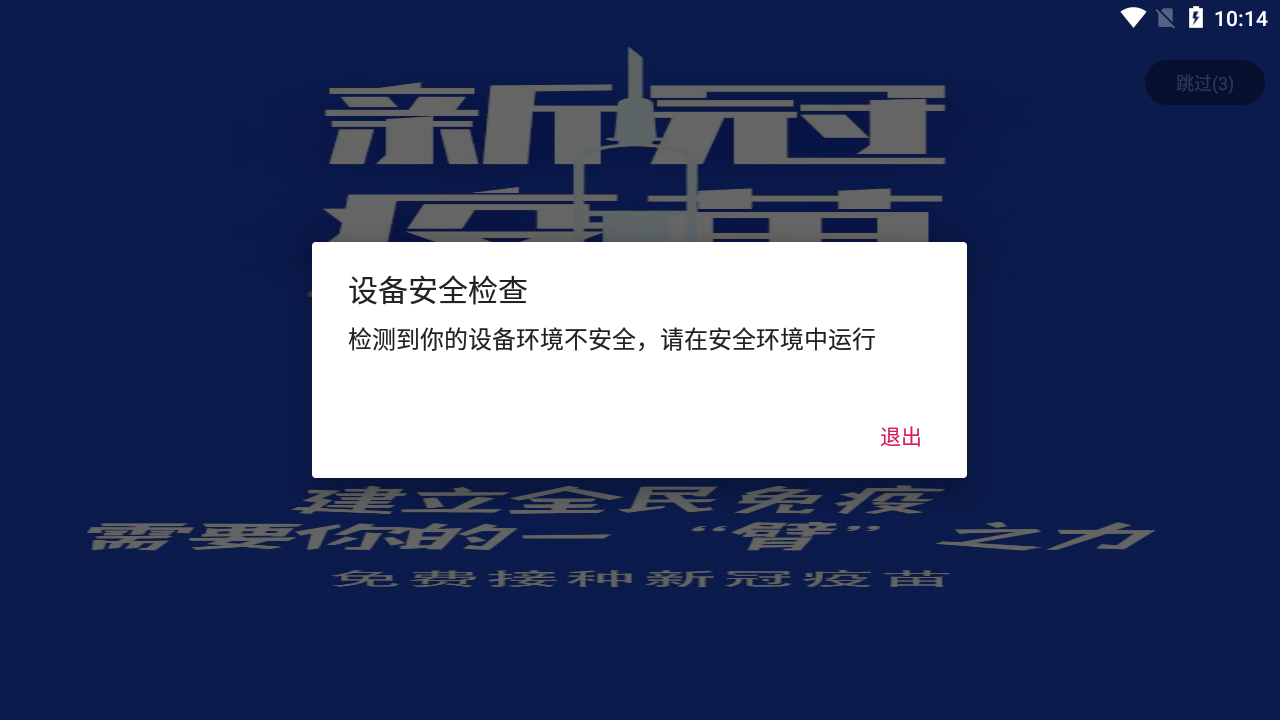 10:14
跳过(3)
新冠
疫苗
设备安全检查
检测到你的设备环境不安全，请在安全环境中运行
退出
建立全民免疫
需要你的一“臂”之力
免费接种新冠疫苗